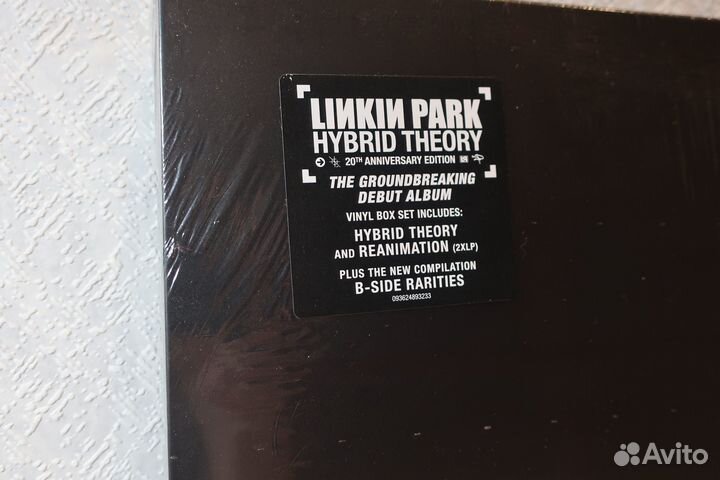 LINKIN PARK
HYBRID THEORY
20TH ANNIVERSARY EDITION
THE GROUNDBREAKING
DEBUT ALBUM
VINYL BOX SET INCLUDES:
HYBRID THEORY
AND REANIMATION (2XLP)
PLUS THE NEW COMPILATION
B-SIDE RARITIES
093624893233
Avito